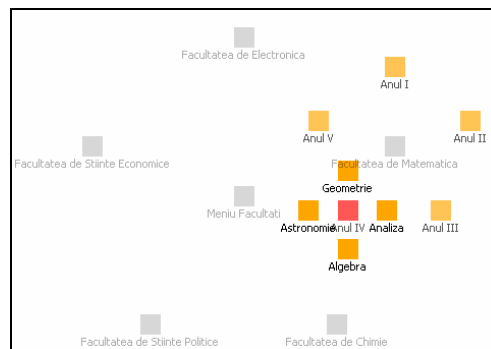 Facultatea de Electronica
Anul I
Anul V
Anul II
Facultatea de Stiinte Economice
Facultatea de Matematica
Geometrie
Meniu Facultati
Astronomie
Anul IV
Analiza
Anul III
Algebra
Facultatea de Stiinte Politice
Facultatea de Chimie